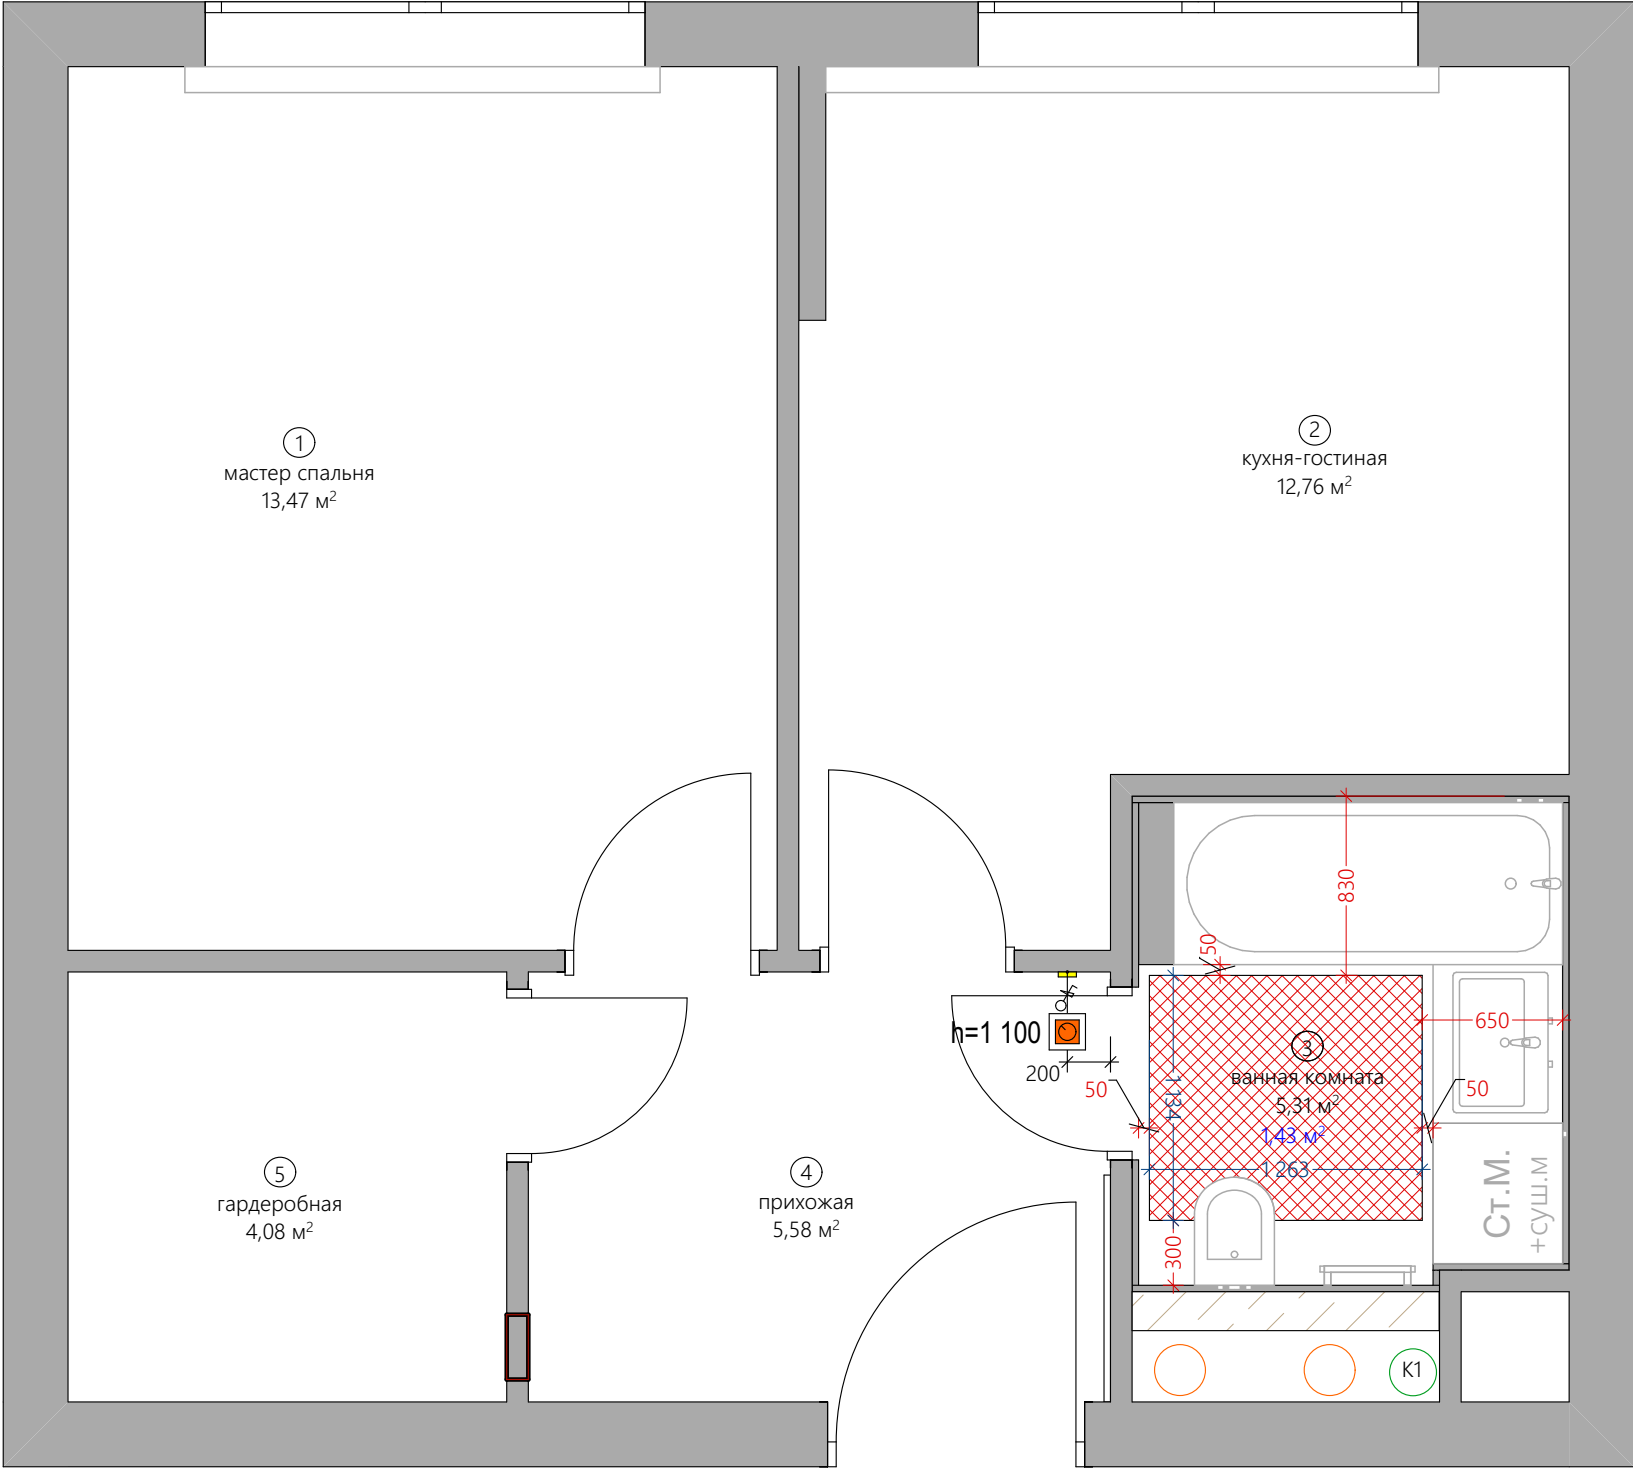 1
мастер спальня
13,47 м²
2
кухня-гостиная
12,76 м²
830
50
650
h=1 100
200
50
3
ванная комната
5,31 м²
1,43 м²
1 134
1 263
50
300
Ст.М.
+суш.м
5
гардеробная
4,08 м²
4
прихожая
5,58 м²
К1